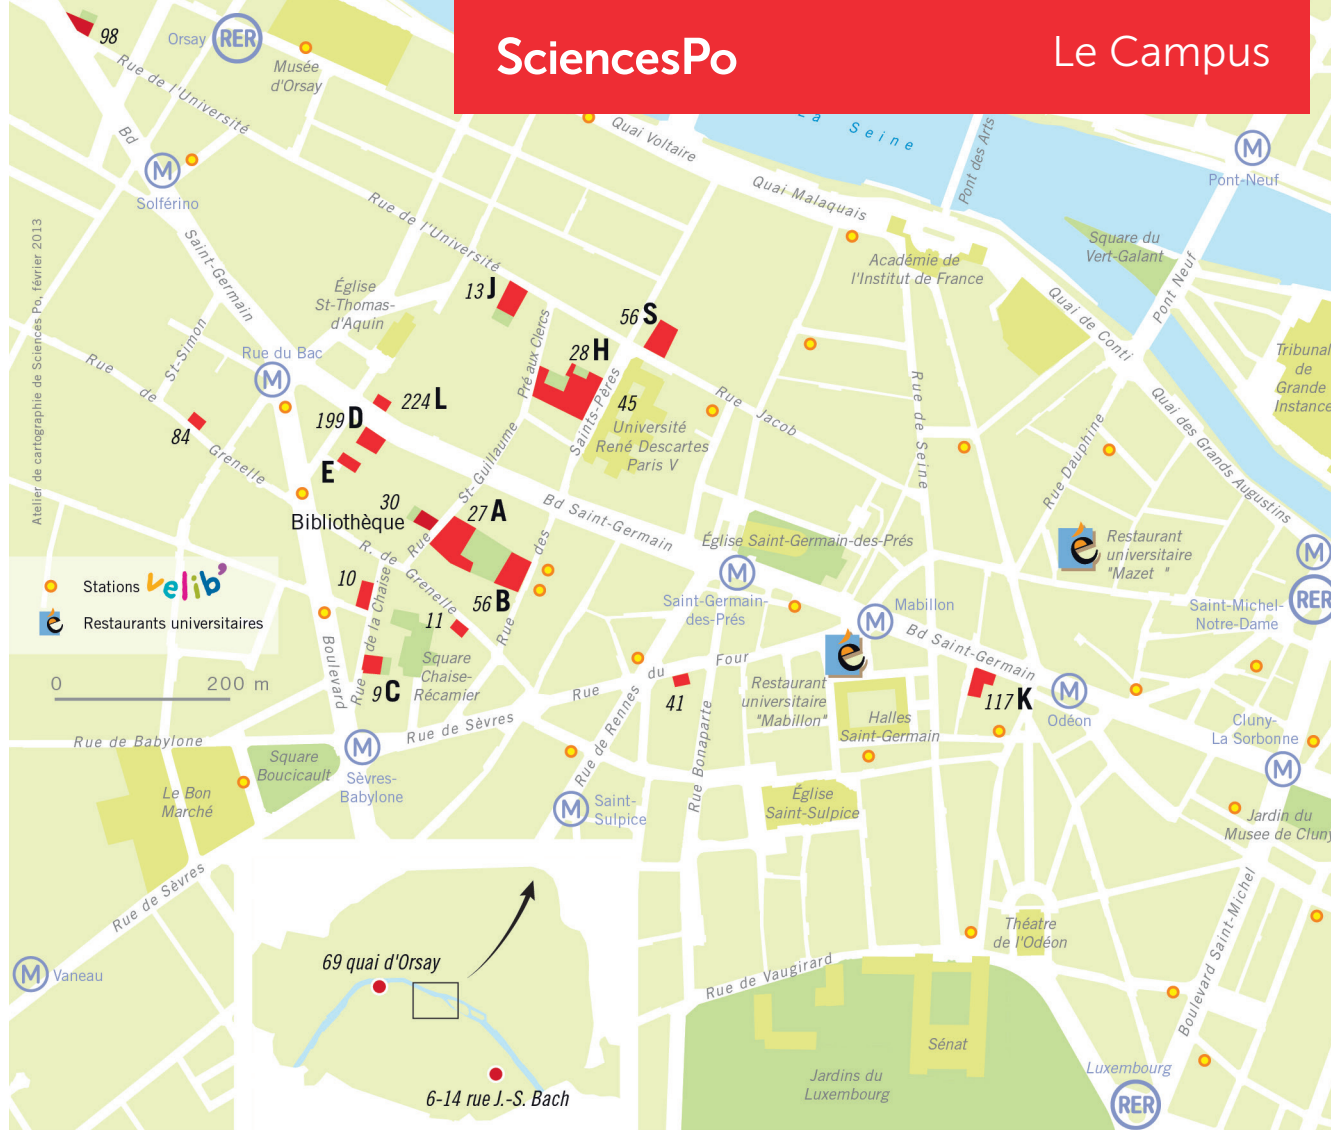 SciencesPo
Le Campus
98
Orsay
RER
Musée
d'Orsay
Rue de l'Université
Bd
Saint-Germain
M
Solférino
Quai Voltaire
La Seine
Quai Malaquais
Pont des Arts
M
Pont-Neuf
Square du
Vert-Galant
Pont Neuf
Académie de
l'Institut de France
Quai de Conti
Tribunal
de
Grande
Instance
Quai des Grands Augustins
Atelier de cartographie de Sciences Po, février 2013
Rue de l'Université
Église
St-Thomas-
d'Aquin
13 J
56 S
28 H
Pré aux Clercs
Saints-Pères
45
Université
René Descartes
Paris V
Rue Jacob
Rue de Seine
Rue Dauphine
Rue de
St-Simon
Grenelle
Rue du Bac
M
84
224 L
199 D
E
St-Guillaume
Rue
30
Bibliothèque
27 A
Bd Saint-Germain
Église Saint-Germain-des-Prés
é
Restaurant
universitaire
"Mazet "
M
RER
Saint-Michel-
Notre-Dame
Stations velib'
é
Restaurants universitaires
0
200 m
R. de Grenelle
10
Rue de la Chaise
11
56 B
Rue des
Square
Chaise-
Récamier
9 C
Boulevard
M
Saint-Germain-
des-Prés
M
Mabillon
Bd Saint-Germain
é
Restaurant
universitaire
"Mabillon"
Rue du Four
41
117 K
M
Odéon
Halles
Saint-Germain
Cluny-
La Sorbonne
M
Rue de Babylone
Rue de Sèvres
Square
Boucicault
M
Sèvres-
Babylone
Le Bon
Marché
Rue de Rennes
Rue Bonaparte
M
Saint-
Sulpice
Église
Saint-Sulpice
Jardin du
Musee de Cluny
Rue de Sèvres
M
Vaneau
69 quai d'Orsay
6-14 rue J.-S. Bach
Théatre
de l'Odéon
Rue de Vaugirard
Boulevard Saint-Michel
Sénat
Jardins du
Luxembourg
Luxembourg
RER